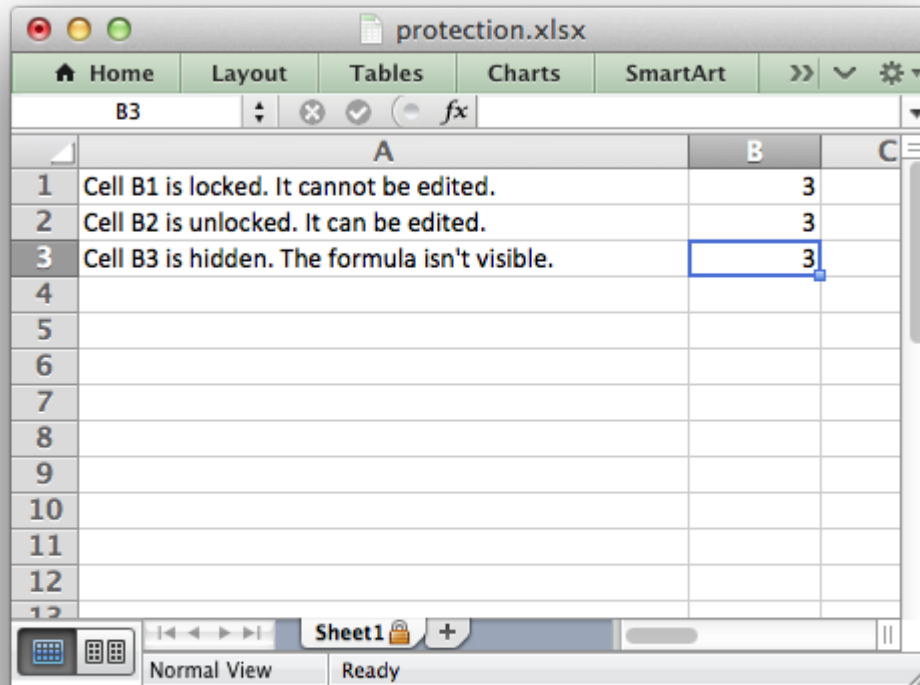 protection.xlsx
Home Layout Tables Charts SmartArt
B3 fx
A B C
1 Cell B1 is locked. It cannot be edited. 3
2 Cell B2 is unlocked. It can be edited. 3
3 Cell B3 is hidden. The formula isn't visible. 3
4
5
6
7
8
9
10
11
12
13
Sheet1 +
Normal View Ready